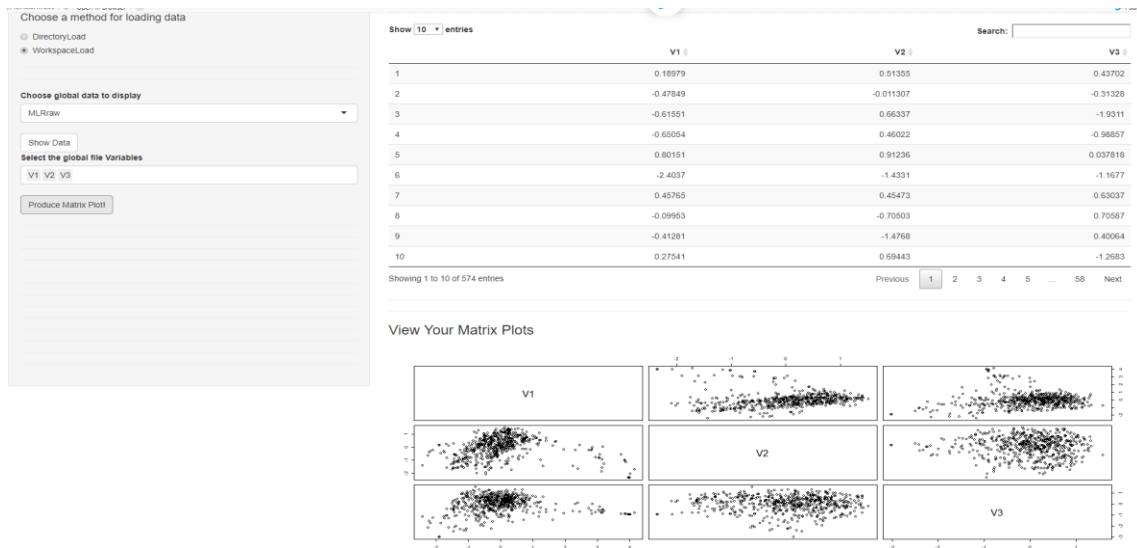 Choose a method for loading data
DirectoryLoad
WorkspaceLoad
Choose global data to display
MLRraw
Show Data
Select the global file Variables
V1 V2 V3
Produce Matrix Plot!
Show 10 entries
Search:
V1 V2 V3
1 0.18979 0.51355 0.43702
2 -0.47849 -0.011307 -0.31328
3 -0.61551 0.66337 -1.9311
4 -0.65054 0.46022 -0.98857
5 0.80151 0.91236 0.037818
6 -2.4037 -1.4331 -1.1677
7 0.45765 0.45473 0.63037
8 -0.09953 -0.70503 0.70587
9 -0.41281 -1.4768 0.40064
10 0.27541 0.69443 -1.2683
Showing 1 to 10 of 574 entries
Previous 1 2 3 4 5 ... 58 Next
View Your Matrix Plots
-2 -1 0 1
V1
V2
V3